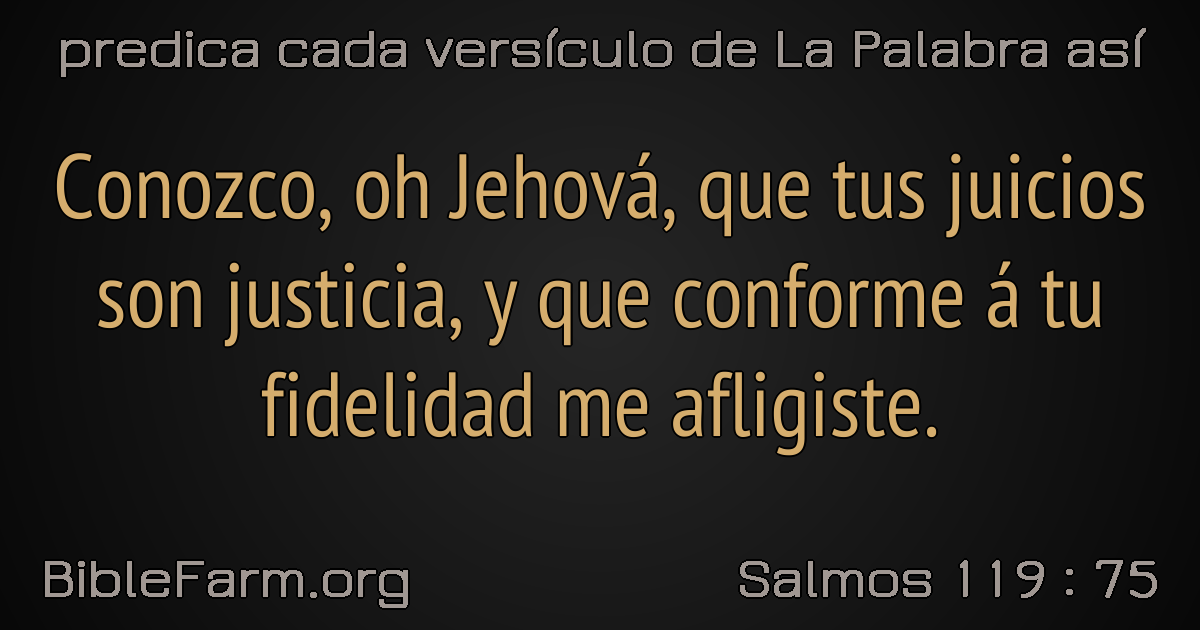 predica cada versículo de La Palabra así
Conozco, oh Jehová, que tus juicios
son justicia, y que conforme á tu
fidelidad me afligiste.
BibleFarm.org
Salmos 119 : 75